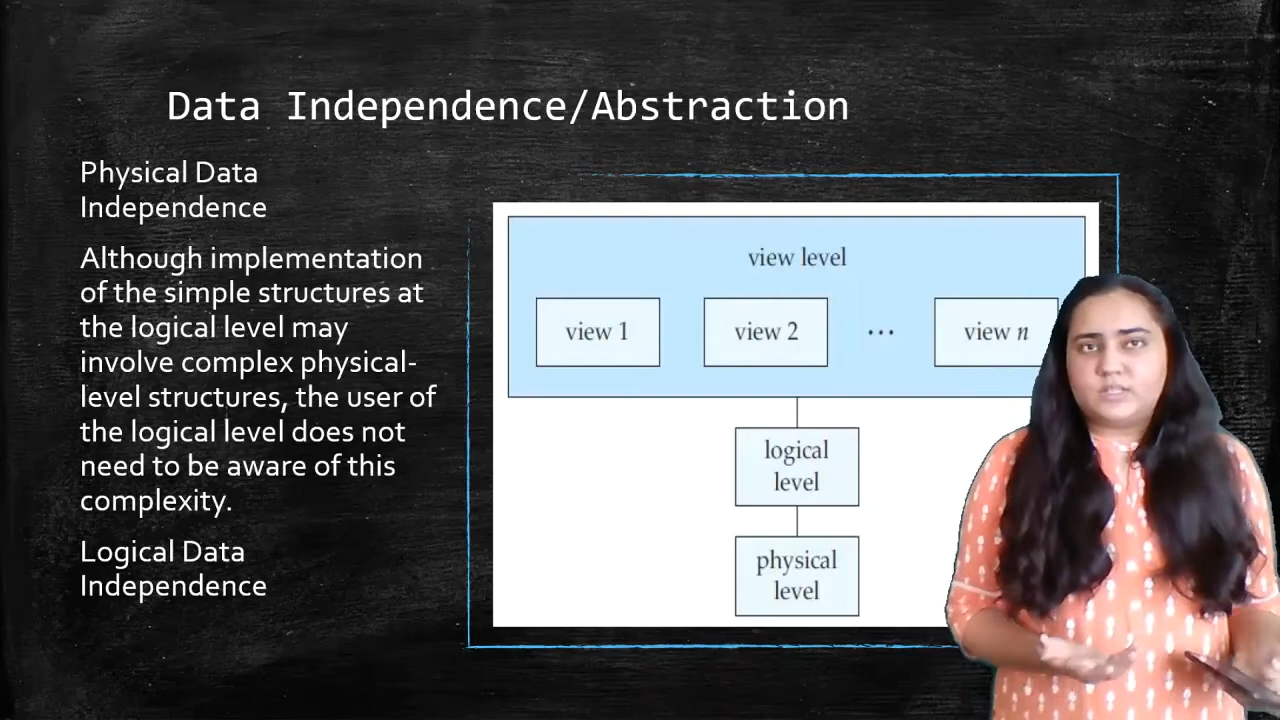 Data Independence/Abstraction
Physical Data
Independence
Although implementation
of the simple structures at
the logical level may
involve complex physical-
level structures, the user of
the logical level does not
need to be aware of this
complexity.
Logical Data
Independence
view level
view 1
view 2
...
view n
logical
level
physical
level